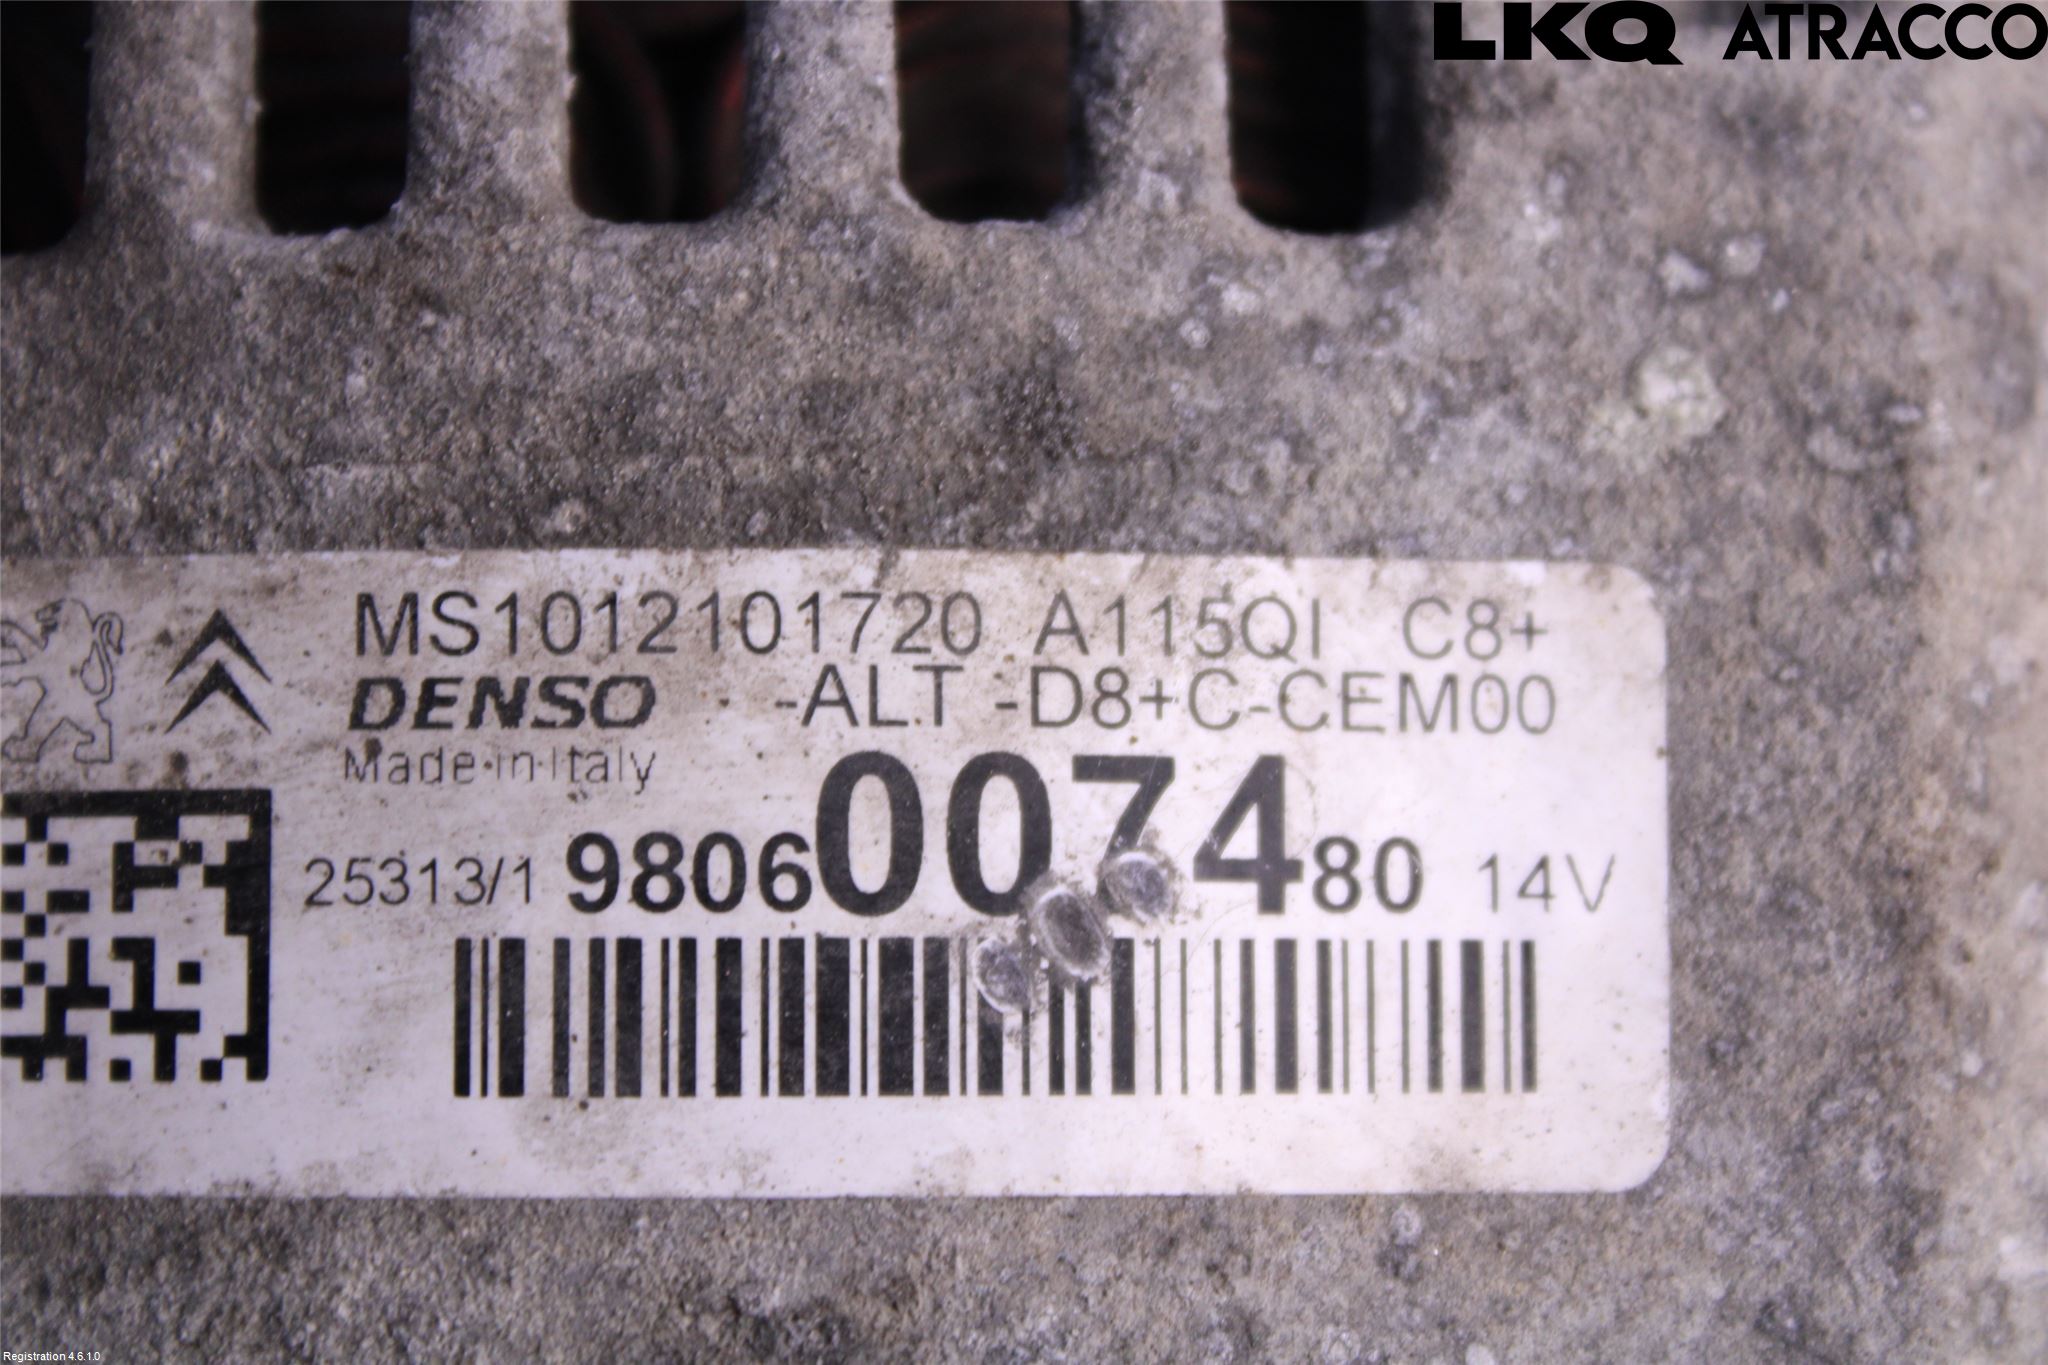 LKQ ATRACCO
MS1012101720 A115QI C8+
DENSO -ALT -D8+C-CEM00
Made in Italy
25313/1 9806007480 14V
Registration 4.6.1.0